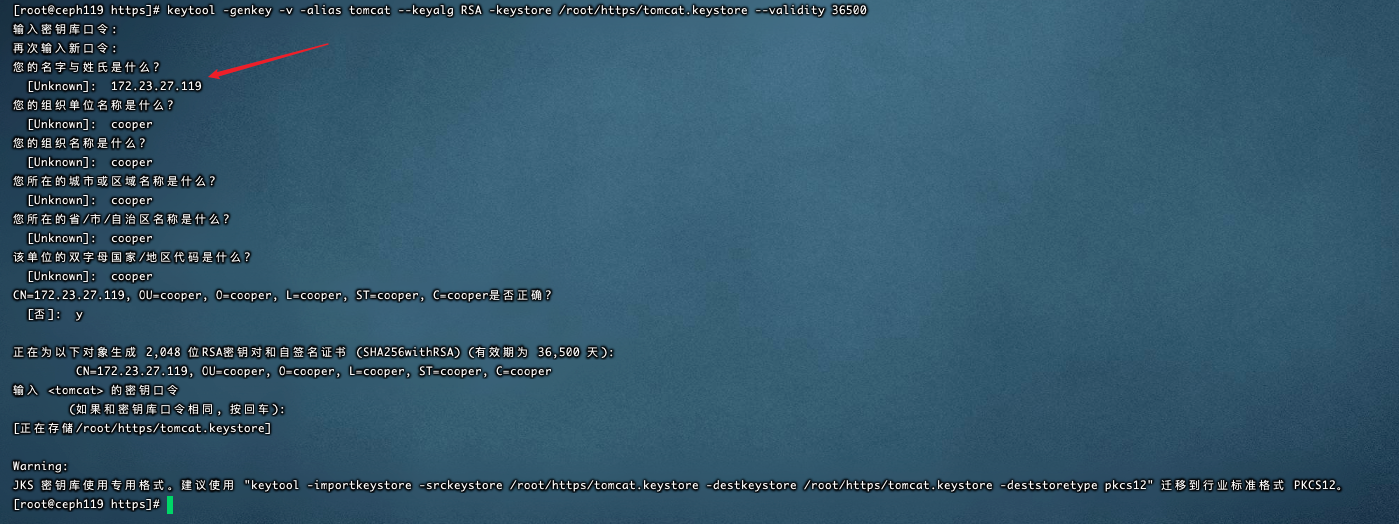 [root@ceph119 https]# keytool -genkey -v -alias tomcat --keyalg RSA -keystore /root/https/tomcat.keystore --validity 36500
输入密钥库口令:
再次输入新口令:
您的名字与姓氏是什么?
[Unknown]: 172.23.27.119
您的组织单位名称是什么?
[Unknown]: cooper
您的组织名称是什么?
[Unknown]: cooper
您所在的城市或区域名称是什么?
[Unknown]: cooper
您所在的省/市/自治区名称是什么?
[Unknown]: cooper
该单位的双字母国家/地区代码是什么?
[Unknown]: cooper
CN=172.23.27.119, OU=cooper, O=cooper, L=cooper, ST=cooper, C=cooper是否正确?
[否]: y
正在为以下对象生成 2,048 位RSA密钥对和自签名证书 (SHA256withRSA) (有效期为 36,500 天):
CN=172.23.27.119, OU=cooper, O=cooper, L=cooper, ST=cooper, C=cooper
输入 <tomcat> 的密钥口令
(如果和密钥库口令相同, 按回车):
[正在存储/root/https/tomcat.keystore]
Warning:
JKS 密钥库使用专用格式。建议使用 "keytool -importkeystore -srckeystore /root/https/tomcat.keystore -destkeystore /root/https/tomcat.keystore -deststoretype pkcs12" 迁移到行业标准格式 PKCS12。
[root@ceph119 https]#